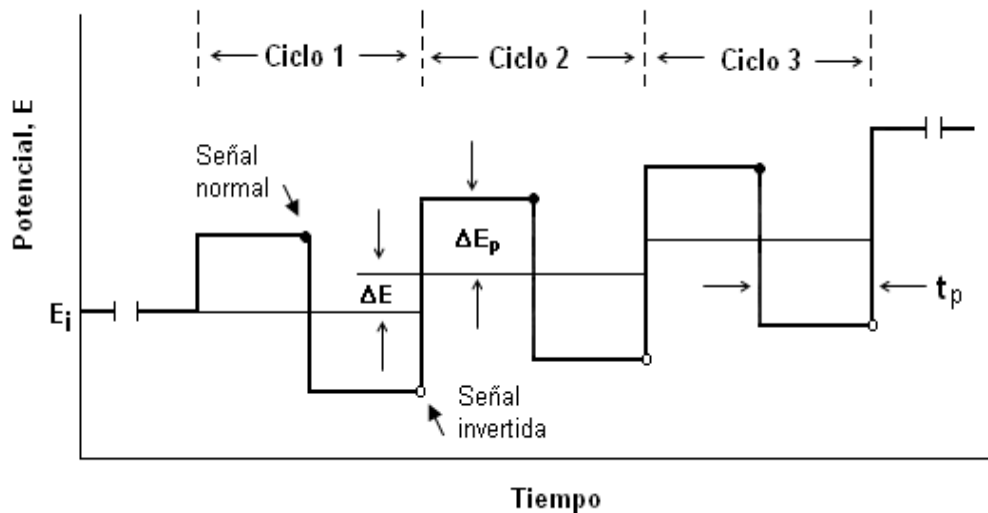 Ciclo 1
Ciclo 2
Ciclo 3
Potencial, E
Señal
normal
ΔEp
ΔE
tp
Ei
Señal
invertida
Tiempo